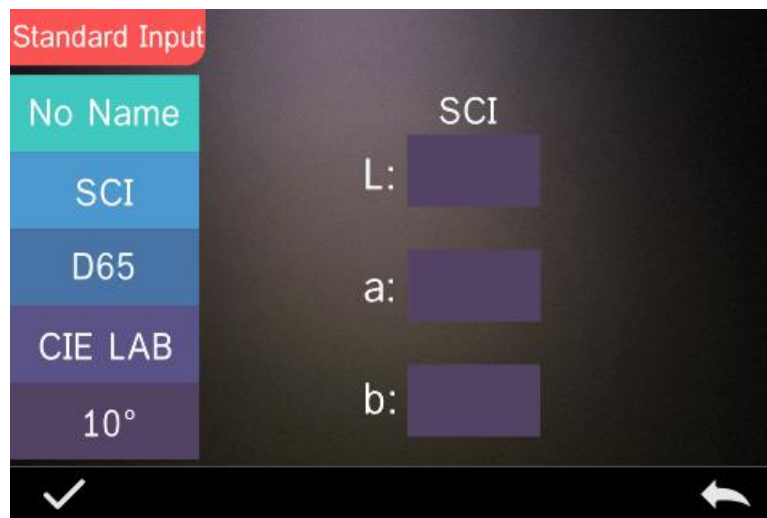 Standard Input
No Name
SCI
D65
CIE LAB
10°
SCI
L:
a:
b: